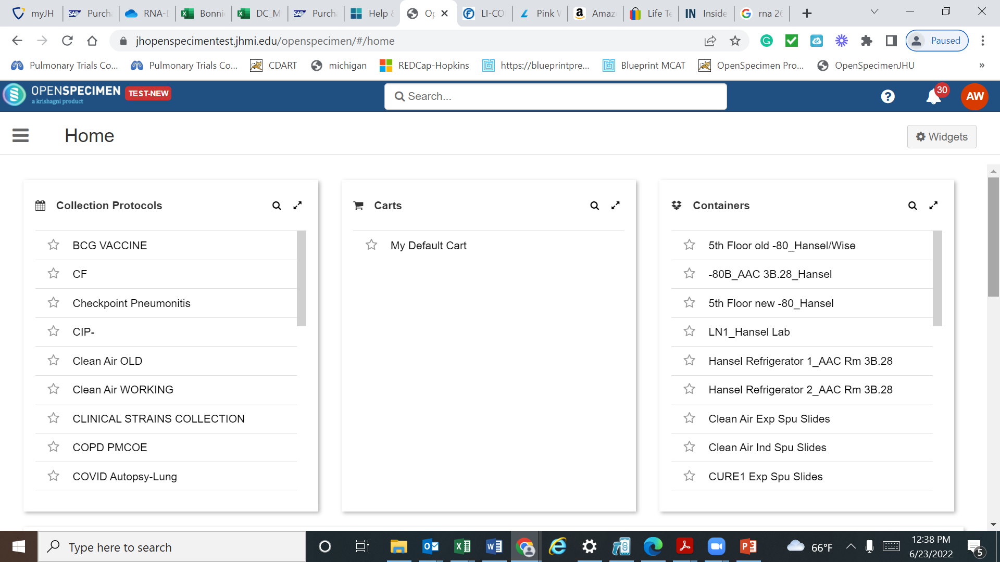 myJH
Purch
RNA-
Bonni
DC_M
Purch
Help &
Op
LI-CO
Pink
Amaz
Life Te
Inside
rna 26
jhopenspecimentest.jhmi.edu/openspecimen/#/home
Paused
Pulmonary Trials Co...
Pulmonary Trials Co...
CDART
michigan
REDCap-Hopkins
https://blueprintpre...
Blueprint MCAT
OpenSpecimen Pro...
OpenSpecimenJHU
OPENSPECIMEN
a krishagni product
TEST-NEW
Search...
30
AW
Home
Widgets
Collection Protocols
BCG VACCINE
CF
Checkpoint Pneumonitis
CIP-
Clean Air OLD
Clean Air WORKING
CLINICAL STRAINS COLLECTION
COPD PMCOE
COVID Autopsy-Lung
Carts
My Default Cart
Containers
5th Floor old -80_Hansel/Wise
-80B_AAC 3B.28_Hansel
5th Floor new -80_Hansel
LN1_Hansel Lab
Hansel Refrigerator 1_AAC Rm 3B.28
Hansel Refrigerator 2_AAC Rm 3B.28
Clean Air Exp Spu Slides
Clean Air Ind Spu Slides
CURE1 Exp Spu Slides
Type here to search
66°F
12:38 PM
6/23/2022
5